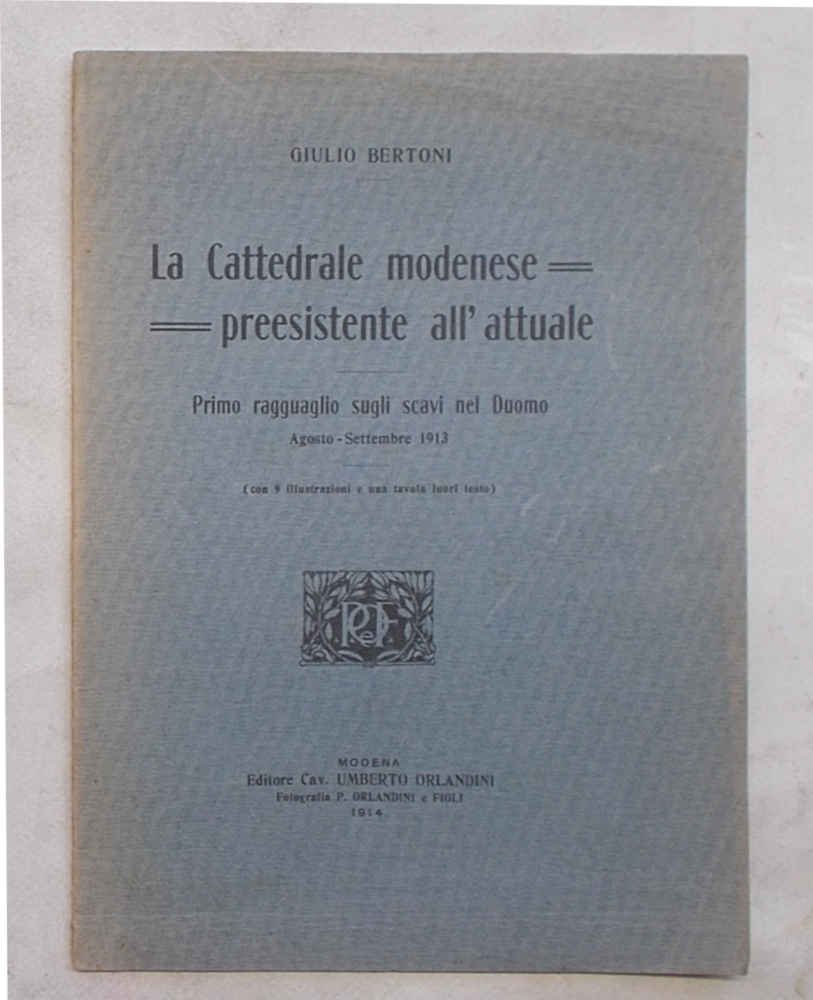 GIULIO BERTONI
La Cattedrale modenese
preesistente all' attuale
Primo ragguaglio sugli scavi nel Duomo
Agosto - Settembre 1913
(con 9 illustrazioni e una tavola fuori testo)
MODENA
Editore Cav. UMBERTO ORLANDINI
Fotografia P. ORLANDINI e FIGLI
1914